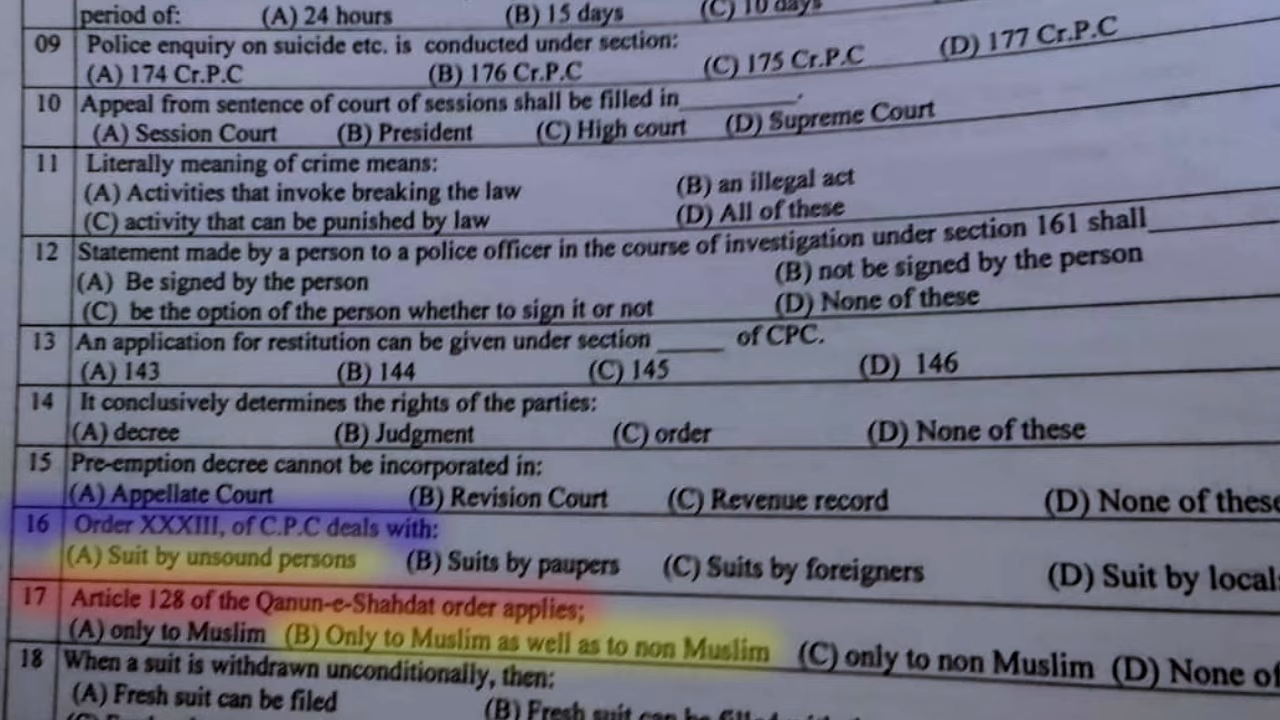 period of: (A) 24 hours (B) 15 days (C) 10 days
09 Police enquiry on suicide etc. is conducted under section:
(A) 174 Cr.P.C (B) 176 Cr.P.C (C) 175 Cr.P.C (D) 177 Cr.P.C
10 Appeal from sentence of court of sessions shall be filled in ________.
(A) Session Court (B) President (C) High court (D) Supreme Court
11 Literally meaning of crime means:
(A) Activities that invoke breaking the law (B) an illegal act
(C) activity that can be punished by law (D) All of these
12 Statement made by a person to a police officer in the course of investigation under section 161 shall________
(A) Be signed by the person (B) not be signed by the person
(C) be the option of the person whether to sign it or not (D) None of these
13 An application for restitution can be given under section _____ of CPC.
(A) 143 (B) 144 (C) 145 (D) 146
14 It conclusively determines the rights of the parties:
(A) decree (B) Judgment (C) order (D) None of these
15 Pre-emption decree cannot be incorporated in:
(A) Appellate Court (B) Revision Court (C) Revenue record (D) None of these
16 Order XXXIII, of C.P.C deals with:
(A) Suit by unsound persons (B) Suits by paupers (C) Suits by foreigners (D) Suit by local
17 Article 128 of the Qanun-e-Shahdat order applies;
(A) only to Muslim (B) Only to Muslim as well as to non Muslim (C) only to non Muslim (D) None of
18 When a suit is withdrawn unconditionally, then:
(A) Fresh suit can be filed (B) Fresh suit can be filled